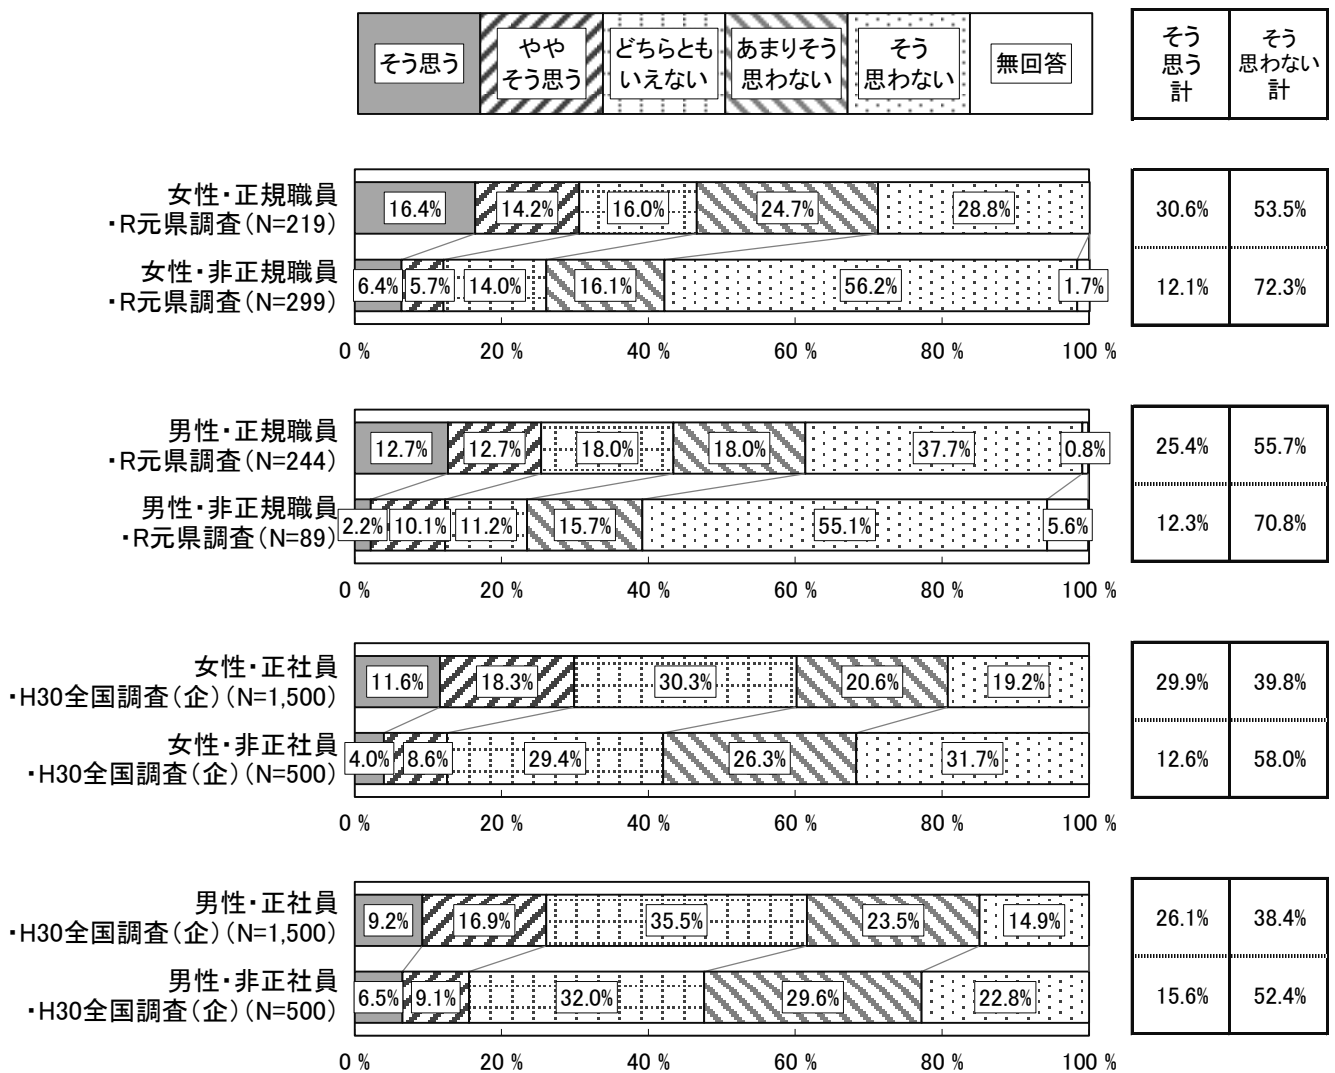 そう思う
やや
そう思う
どちらとも
いえない
あまりそう
思わない
そう
思わない
無回答
そう
思う
計
そう
思わない
計
女性・正規職員
・R元県調査(N=219)
16.4% 14.2% 16.0% 24.7% 28.8%
30.6% 53.5%
女性・非正規職員
・R元県調査(N=299)
6.4% 5.7% 14.0% 16.1% 56.2% 1.7%
12.1% 72.3%
0% 20% 40% 60% 80% 100%
男性・正規職員
・R元県調査(N=244)
12.7% 12.7% 18.0% 18.0% 37.7% 0.8%
25.4% 55.7%
男性・非正規職員
・R元県調査(N=89)
2.2% 10.1% 11.2% 15.7% 55.1% 5.6%
12.3% 70.8%
0% 20% 40% 60% 80% 100%
女性・正社員
・H30全国調査(企)(N=1,500)
11.6% 18.3% 30.3% 20.6% 19.2%
29.9% 39.8%
女性・非正社員
・H30全国調査(企)(N=500)
4.0% 8.6% 29.4% 26.3% 31.7%
12.6% 58.0%
0% 20% 40% 60% 80% 100%
男性・正社員
・H30全国調査(企)(N=1,500)
9.2% 16.9% 35.5% 23.5% 14.9%
26.1% 38.4%
男性・非正社員
・H30全国調査(企)(N=500)
6.5% 9.1% 32.0% 29.6% 22.8%
15.6% 52.4%
0% 20% 40% 60% 80% 100%